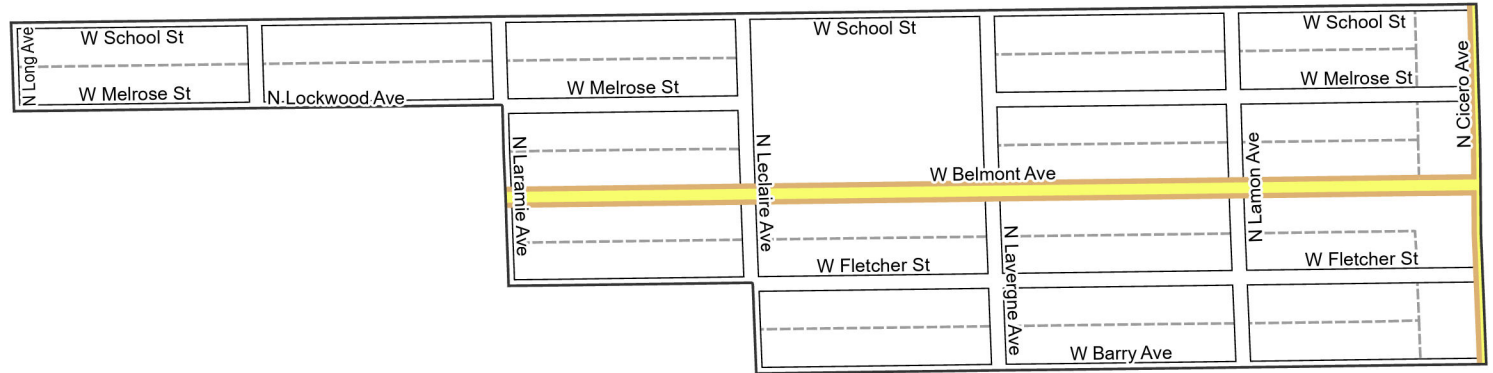 W School St
W School St
W School St
N Long Ave
N Cicero Ave
W Melrose St
W Melrose St
W Melrose St
N Lockwood Ave
N Laramie Ave
N Leclaire Ave
N Lamon Ave
W Belmont Ave
W Fletcher St
W Fletcher St
N Lavergne Ave
W Barry Ave